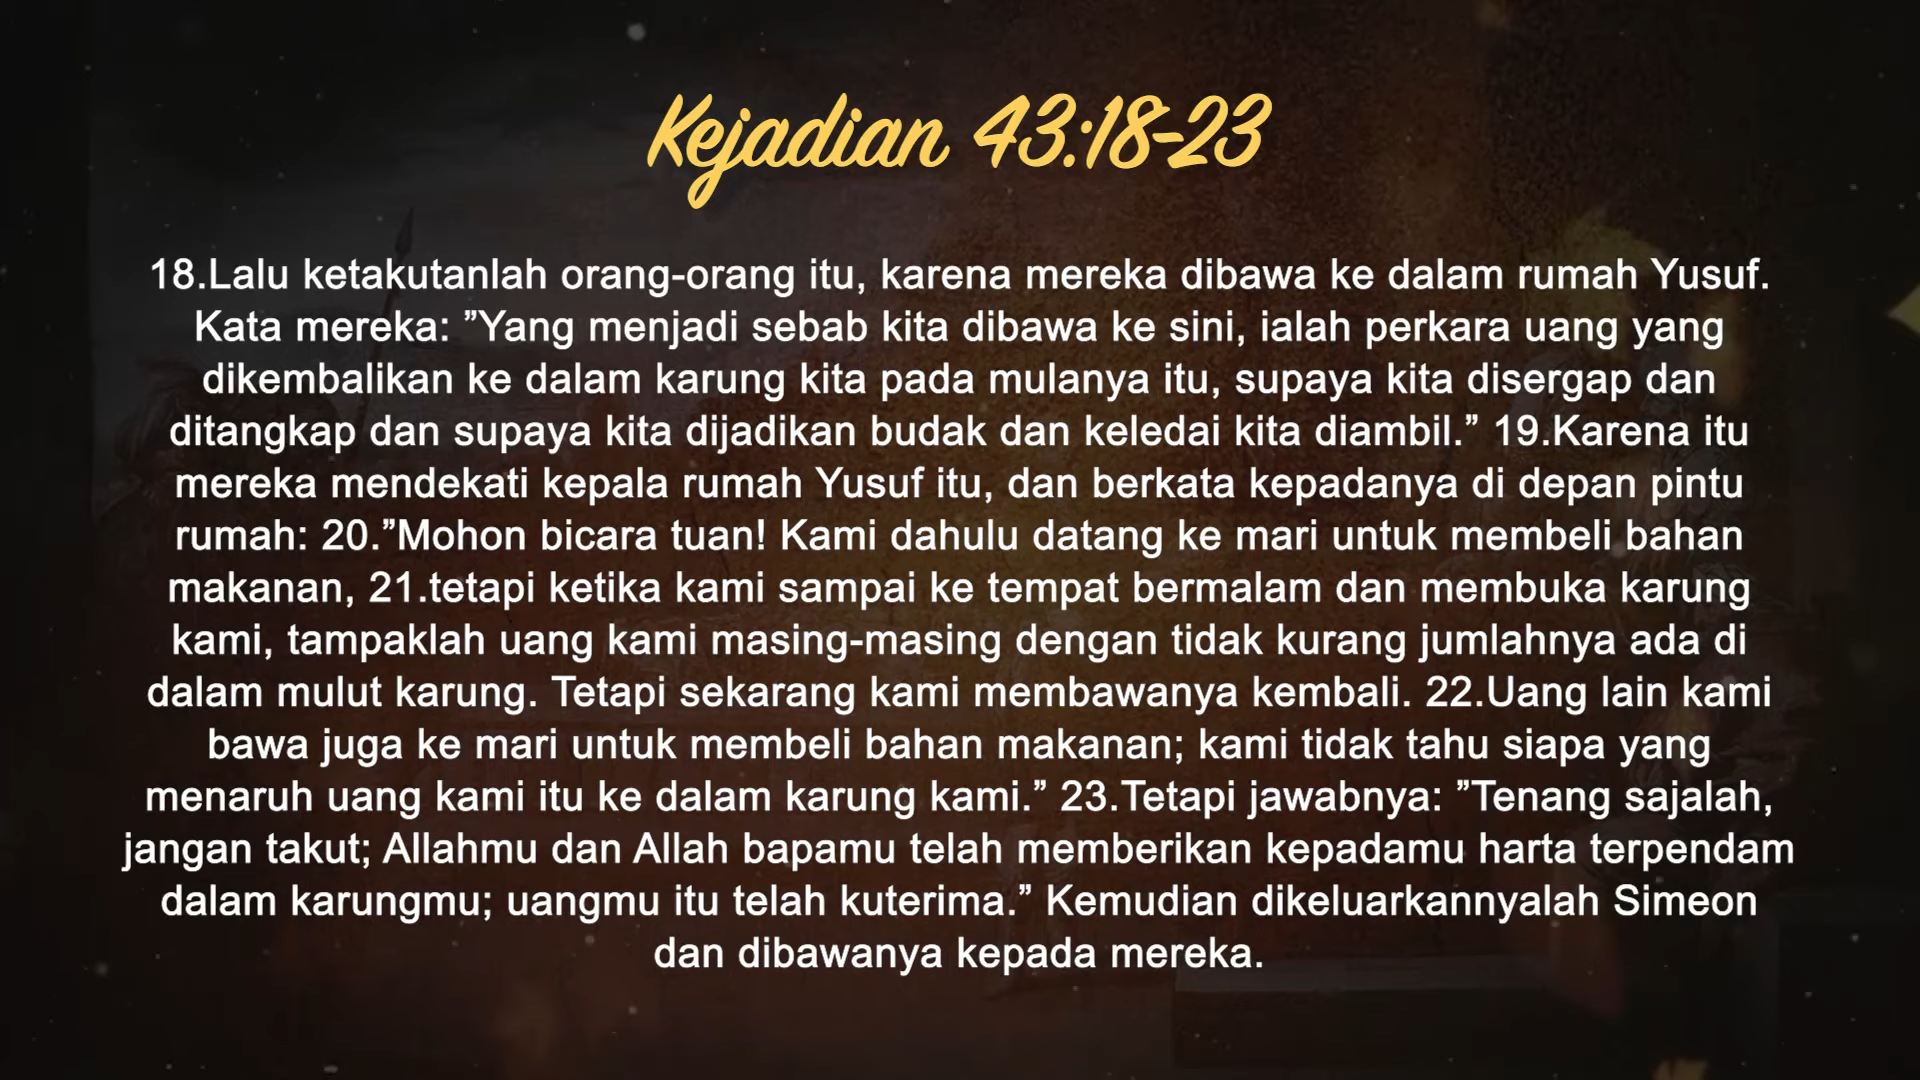 Kejadian 43:18-23
18.Lalu ketakutanlah orang-orang itu, karena mereka dibawa ke dalam rumah Yusuf.
Kata mereka: ”Yang menjadi sebab kita dibawa ke sini, ialah perkara uang yang
dikembalikan ke dalam karung kita pada mulanya itu, supaya kita disergap dan
ditangkap dan supaya kita dijadikan budak dan keledai kita diambil.” 19.Karena itu
mereka mendekati kepala rumah Yusuf itu, dan berkata kepadanya di depan pintu
rumah: 20.”Mohon bicara tuan! Kami dahulu datang ke mari untuk membeli bahan
makanan, 21.tetapi ketika kami sampai ke tempat bermalam dan membuka karung
kami, tampaklah uang kami masing-masing dengan tidak kurang jumlahnya ada di
dalam mulut karung. Tetapi sekarang kami membawanya kembali. 22.Uang lain kami
bawa juga ke mari untuk membeli bahan makanan; kami tidak tahu siapa yang
menaruh uang kami itu ke dalam karung kami.” 23.Tetapi jawabnya: ”Tenang sajalah,
jangan takut; Allahmu dan Allah bapamu telah memberikan kepadamu harta terpendam
dalam karungmu; uangmu itu telah kuterima.” Kemudian dikeluarkannyalah Simeon
dan dibawanya kepada mereka.